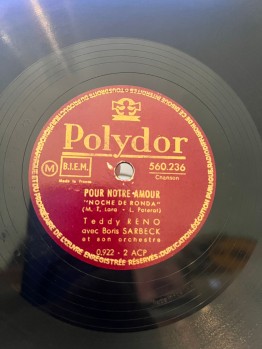 Polydor
M
B.I.E.M.
560.236
Made in France
Chanson
POUR NOTRE AMOUR
"NOCHE DE RONDA"
(M. T. Lara - L. Poterat)
Teddy RENO
avec Boris SARBECK
et son orchestre
0.922 - 2 ACP